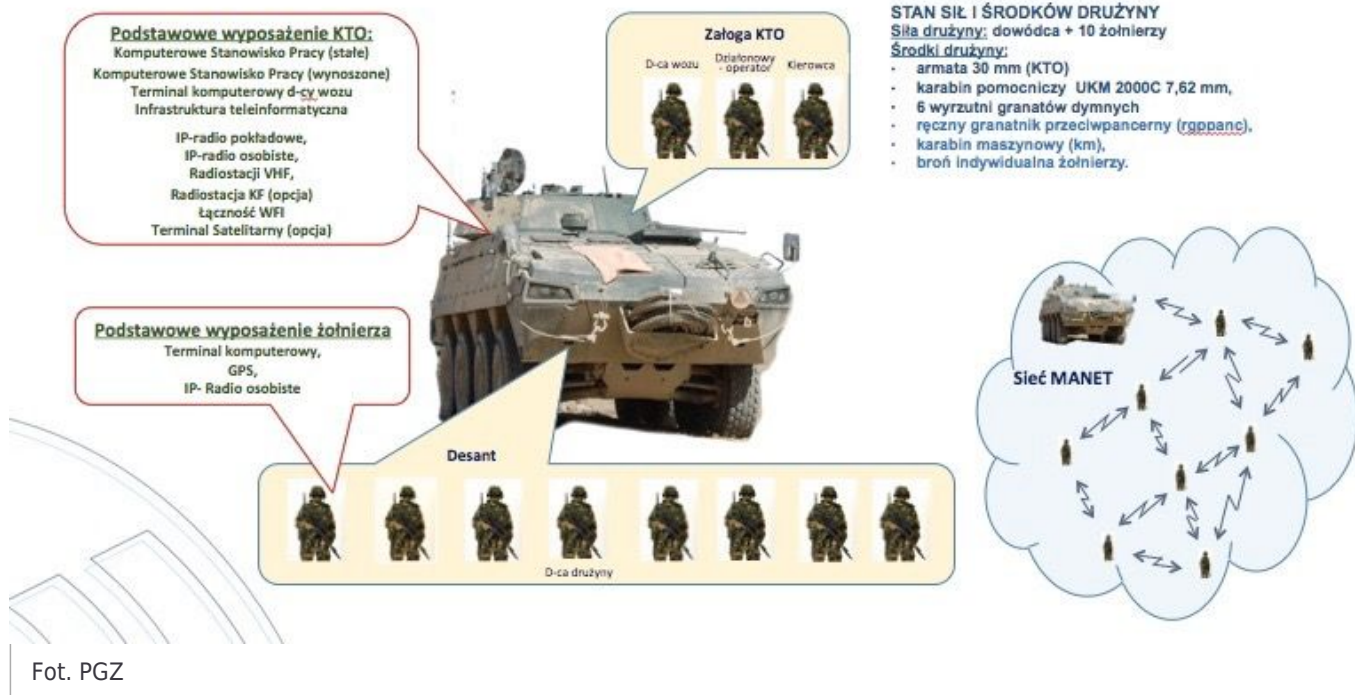 Podstawowe wyposażenie KTO:
Komputerowe Stanowisko Pracy (stałe)
Komputerowe Stanowisko Pracy (wynoszone)
Terminal komputerowy d-cy wozu
Infrastruktura teleinformatyczna
IP-radio pokładowe,
IP-radio osobiste,
Radiostacji VHF,
Radiostacja KF (opcja)
Łączność WFI
Terminal Satelitarny (opcja)
Załoga KTO
D-ca wozu
Działonowy
- operator
Kierowca
STAN SIŁ I ŚRODKÓW DRUŻYNY
Siła drużyny: dowódca + 10 żołnierzy
Środki drużyny:
- armata 30 mm (KTO)
- karabin pomocniczy UKM 2000C 7,62 mm,
- 6 wyrzutni granatów dymnych
- ręczny granatnik przeciwpancerny (rgppanc),
- karabin maszynowy (km),
- broń indywidualna żołnierzy.
Podstawowe wyposażenie żołnierza
Terminal komputerowy,
GPS,
IP- Radio osobiste
Sieć MANET
Desant
D-ca drużyny
Fot. PGZ